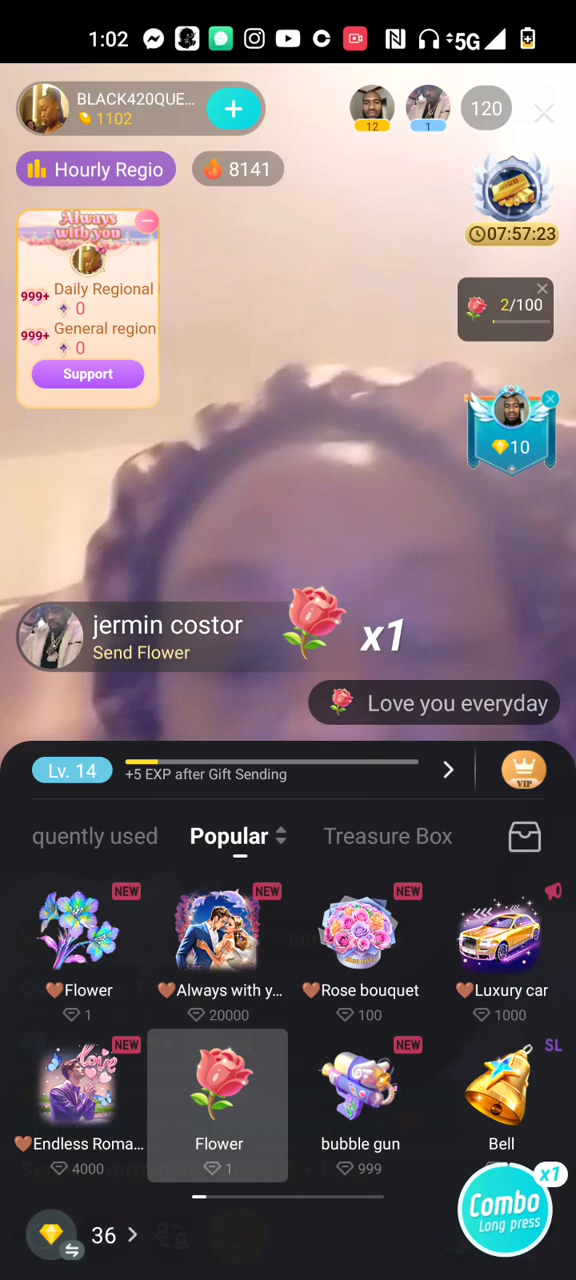 1:02
5G
BLACK420QUE...
1102
12
1
120
Hourly Regio
8141
07:57:23
Always
with you
999+ Daily Regional
0
999+ General region
0
Support
2/100
10
jermin costor
Send Flower
x1
Love you everyday
Lv. 14
+5 EXP after Gift Sending
VIP
quently used
Popular
Treasure Box
NEW
NEW
NEW
Flower
Always with y...
Rose bouquet
Luxury car
1
20000
100
1000
NEW
NEW
SL
love
Endless Roma...
Flower
bubble gun
Bell
4000
1
999
x1
Combo
Long press
36